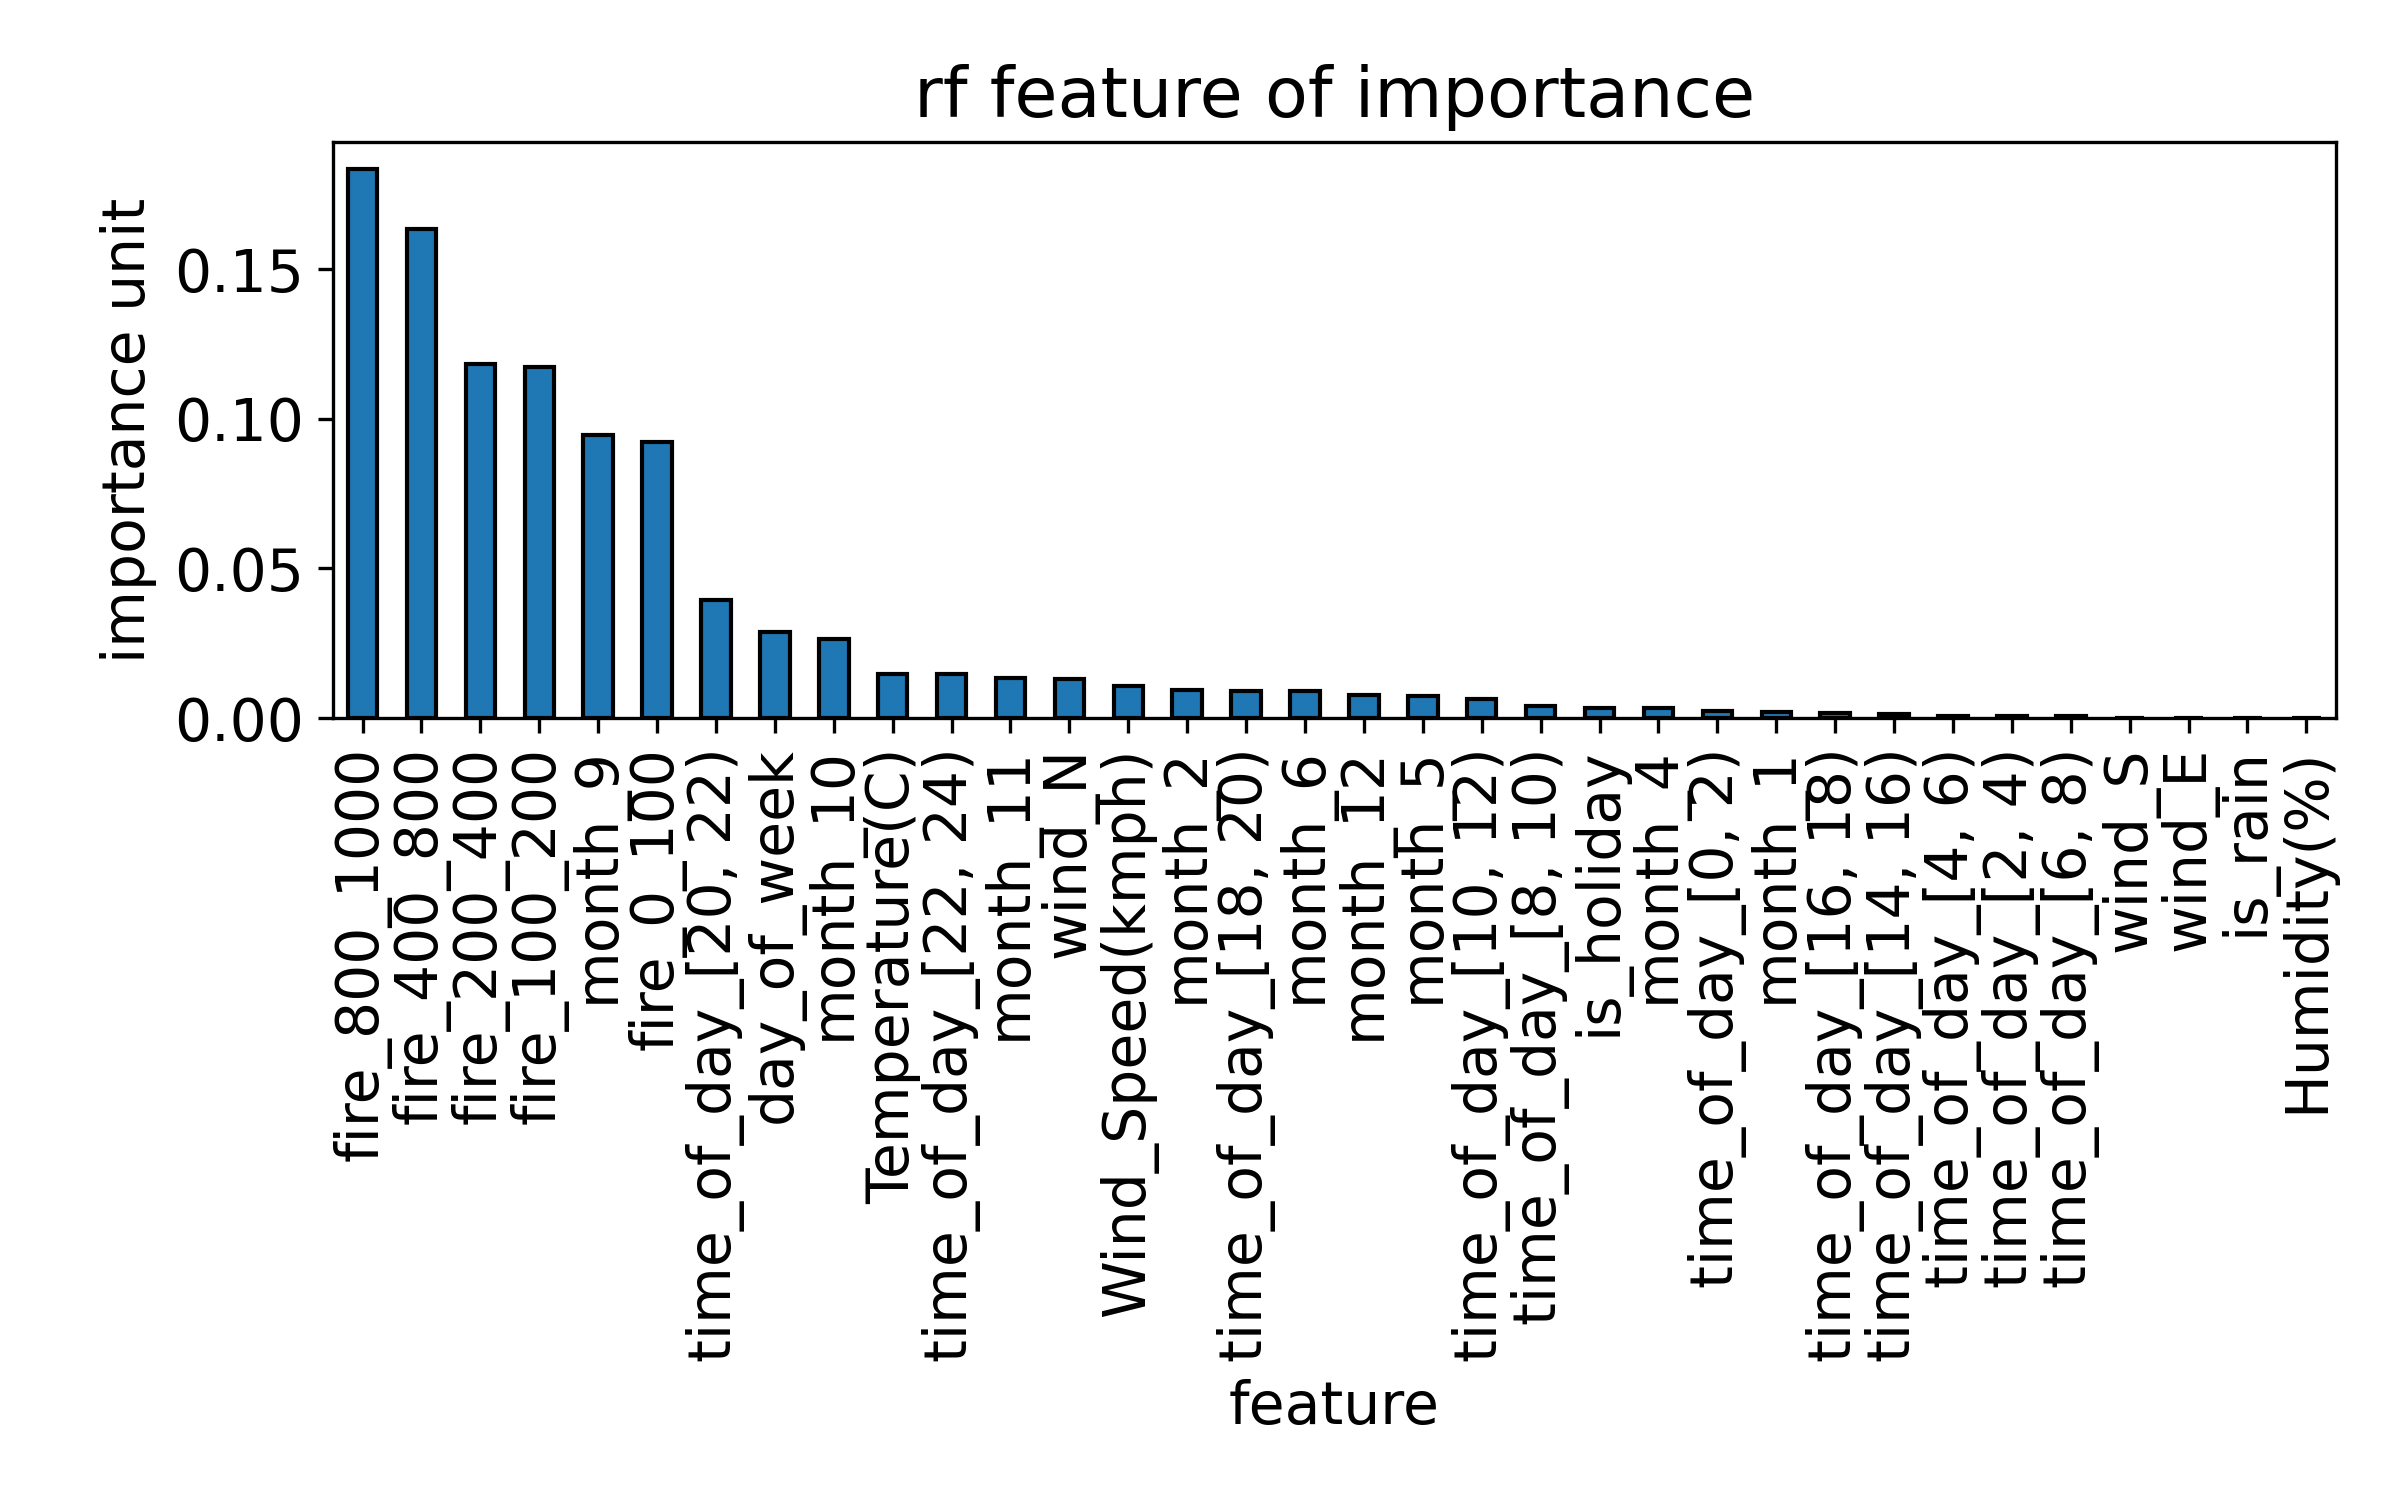 rf feature of importance
importance unit
0.15
0.10
0.05
0.00
fire_800_1000
fire_400_800
fire_200_400
fire_100_200
month_9
fire_0_100
time_of_day_[20, 22)
day_of_week
month_10
Temperature(C)
time_of_day_[22, 24)
month_11
wind_N
Wind_Speed(kmph)
month_2
time_of_day_[18, 20)
month_6
month_12
month_5
time_of_day_[10, 12)
time_of_day_[8, 10)
is_holiday
month_4
time_of_day_[0, 2)
month_1
time_of_day_[16, 18)
time_of_day_[14, 16)
time_of_day_[4, 6)
time_of_day_[2, 4)
time_of_day_[6, 8)
wind_S
wind_E
is_rain
Humidity(%)
feature